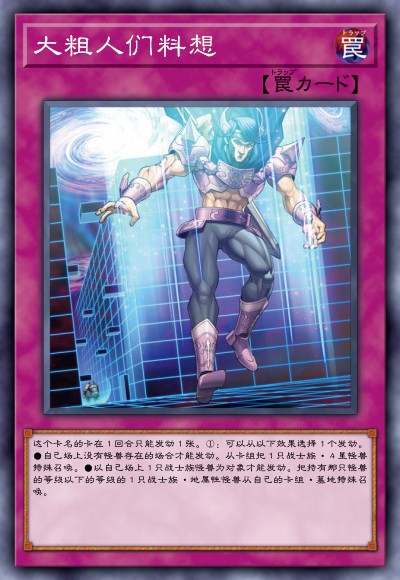 大粗人们料想
トラップ
罠
トラップ
【罠カード】
这个卡名的卡在1回合只能发动1张。①：可以从以下效果选择1个发动。
●自己场上没有怪兽存在的场合才能发动。从卡组把1只战士族·4星怪兽
特殊召唤。●以自己场上1只战士族怪兽为对象才能发动。把持有那只怪兽
的等级以下的等级的1只战士族·地属性怪兽从自己的卡组·墓地特殊召
唤。